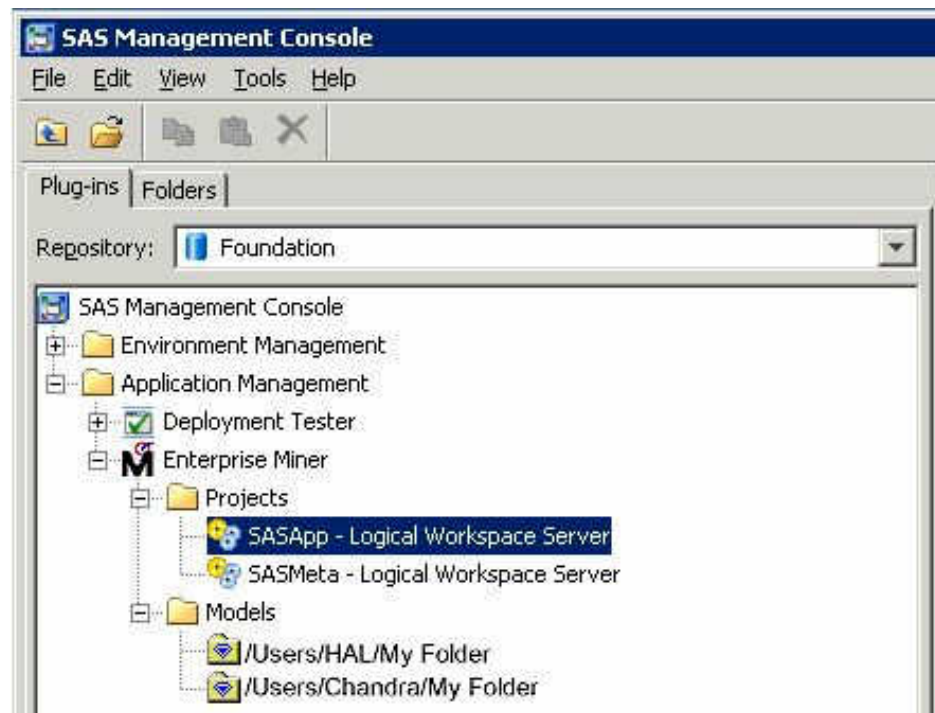 SAS Management Console
File Edit View Tools Help
Plug-ins Folders
Repository: Foundation
SAS Management Console
Environment Management
Application Management
Deployment Tester
Enterprise Miner
Projects
SASApp - Logical Workspace Server
SASMeta - Logical Workspace Server
Models
/Users/HAL/My Folder
/Users/Chandra/My Folder